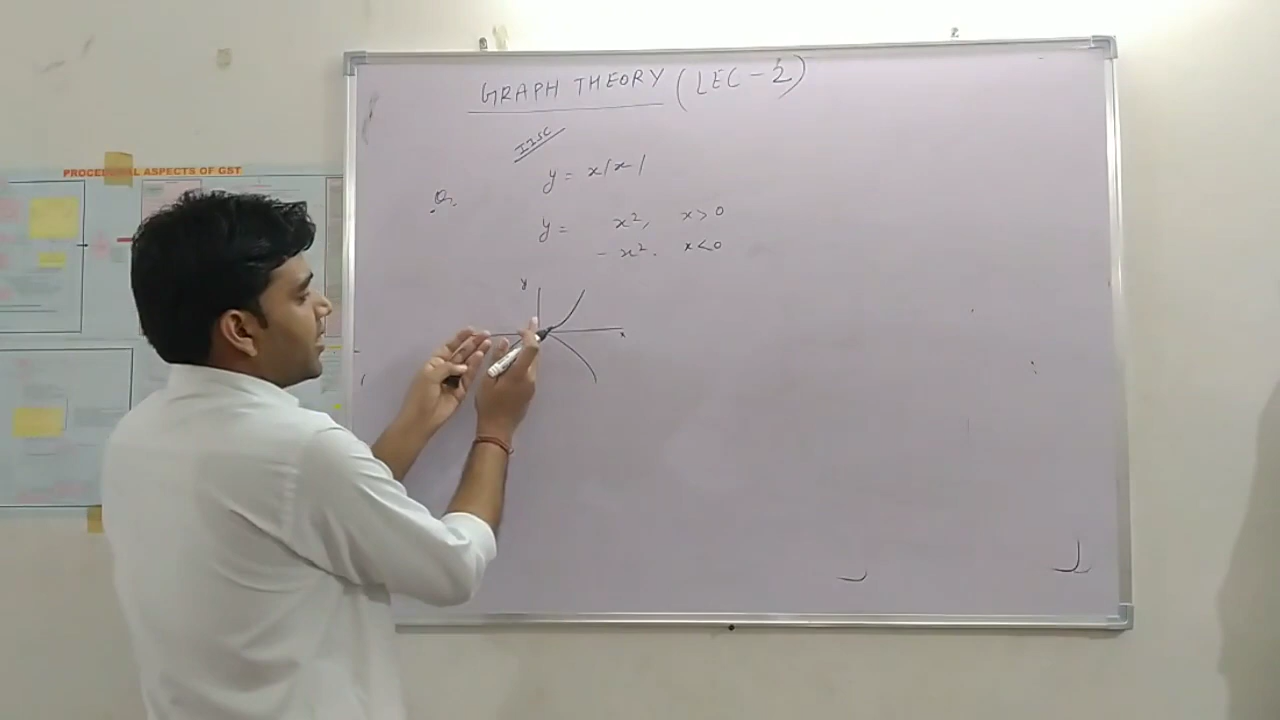 GRAPH THEORY (LEC - 2)
IISC
PROCEDURAL ASPECTS OF GST
Q.
y = x|x|
y = x², x>0
- x². x<0
y
x